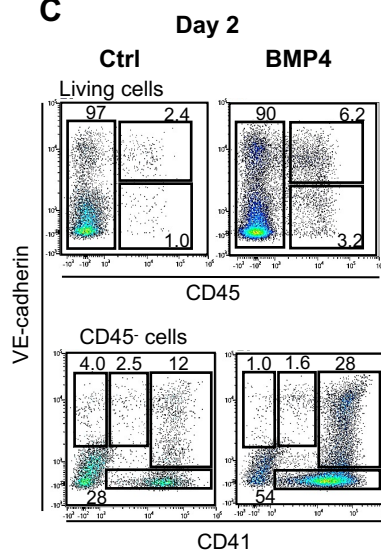 C
Day 2
Ctrl BMP4
Living cells
97 2.4 1.0
90 6.2 3.2
VE-cadherin
CD45
CD45- cells
4.0 2.5 12 28
1.0 1.6 28 54
CD41